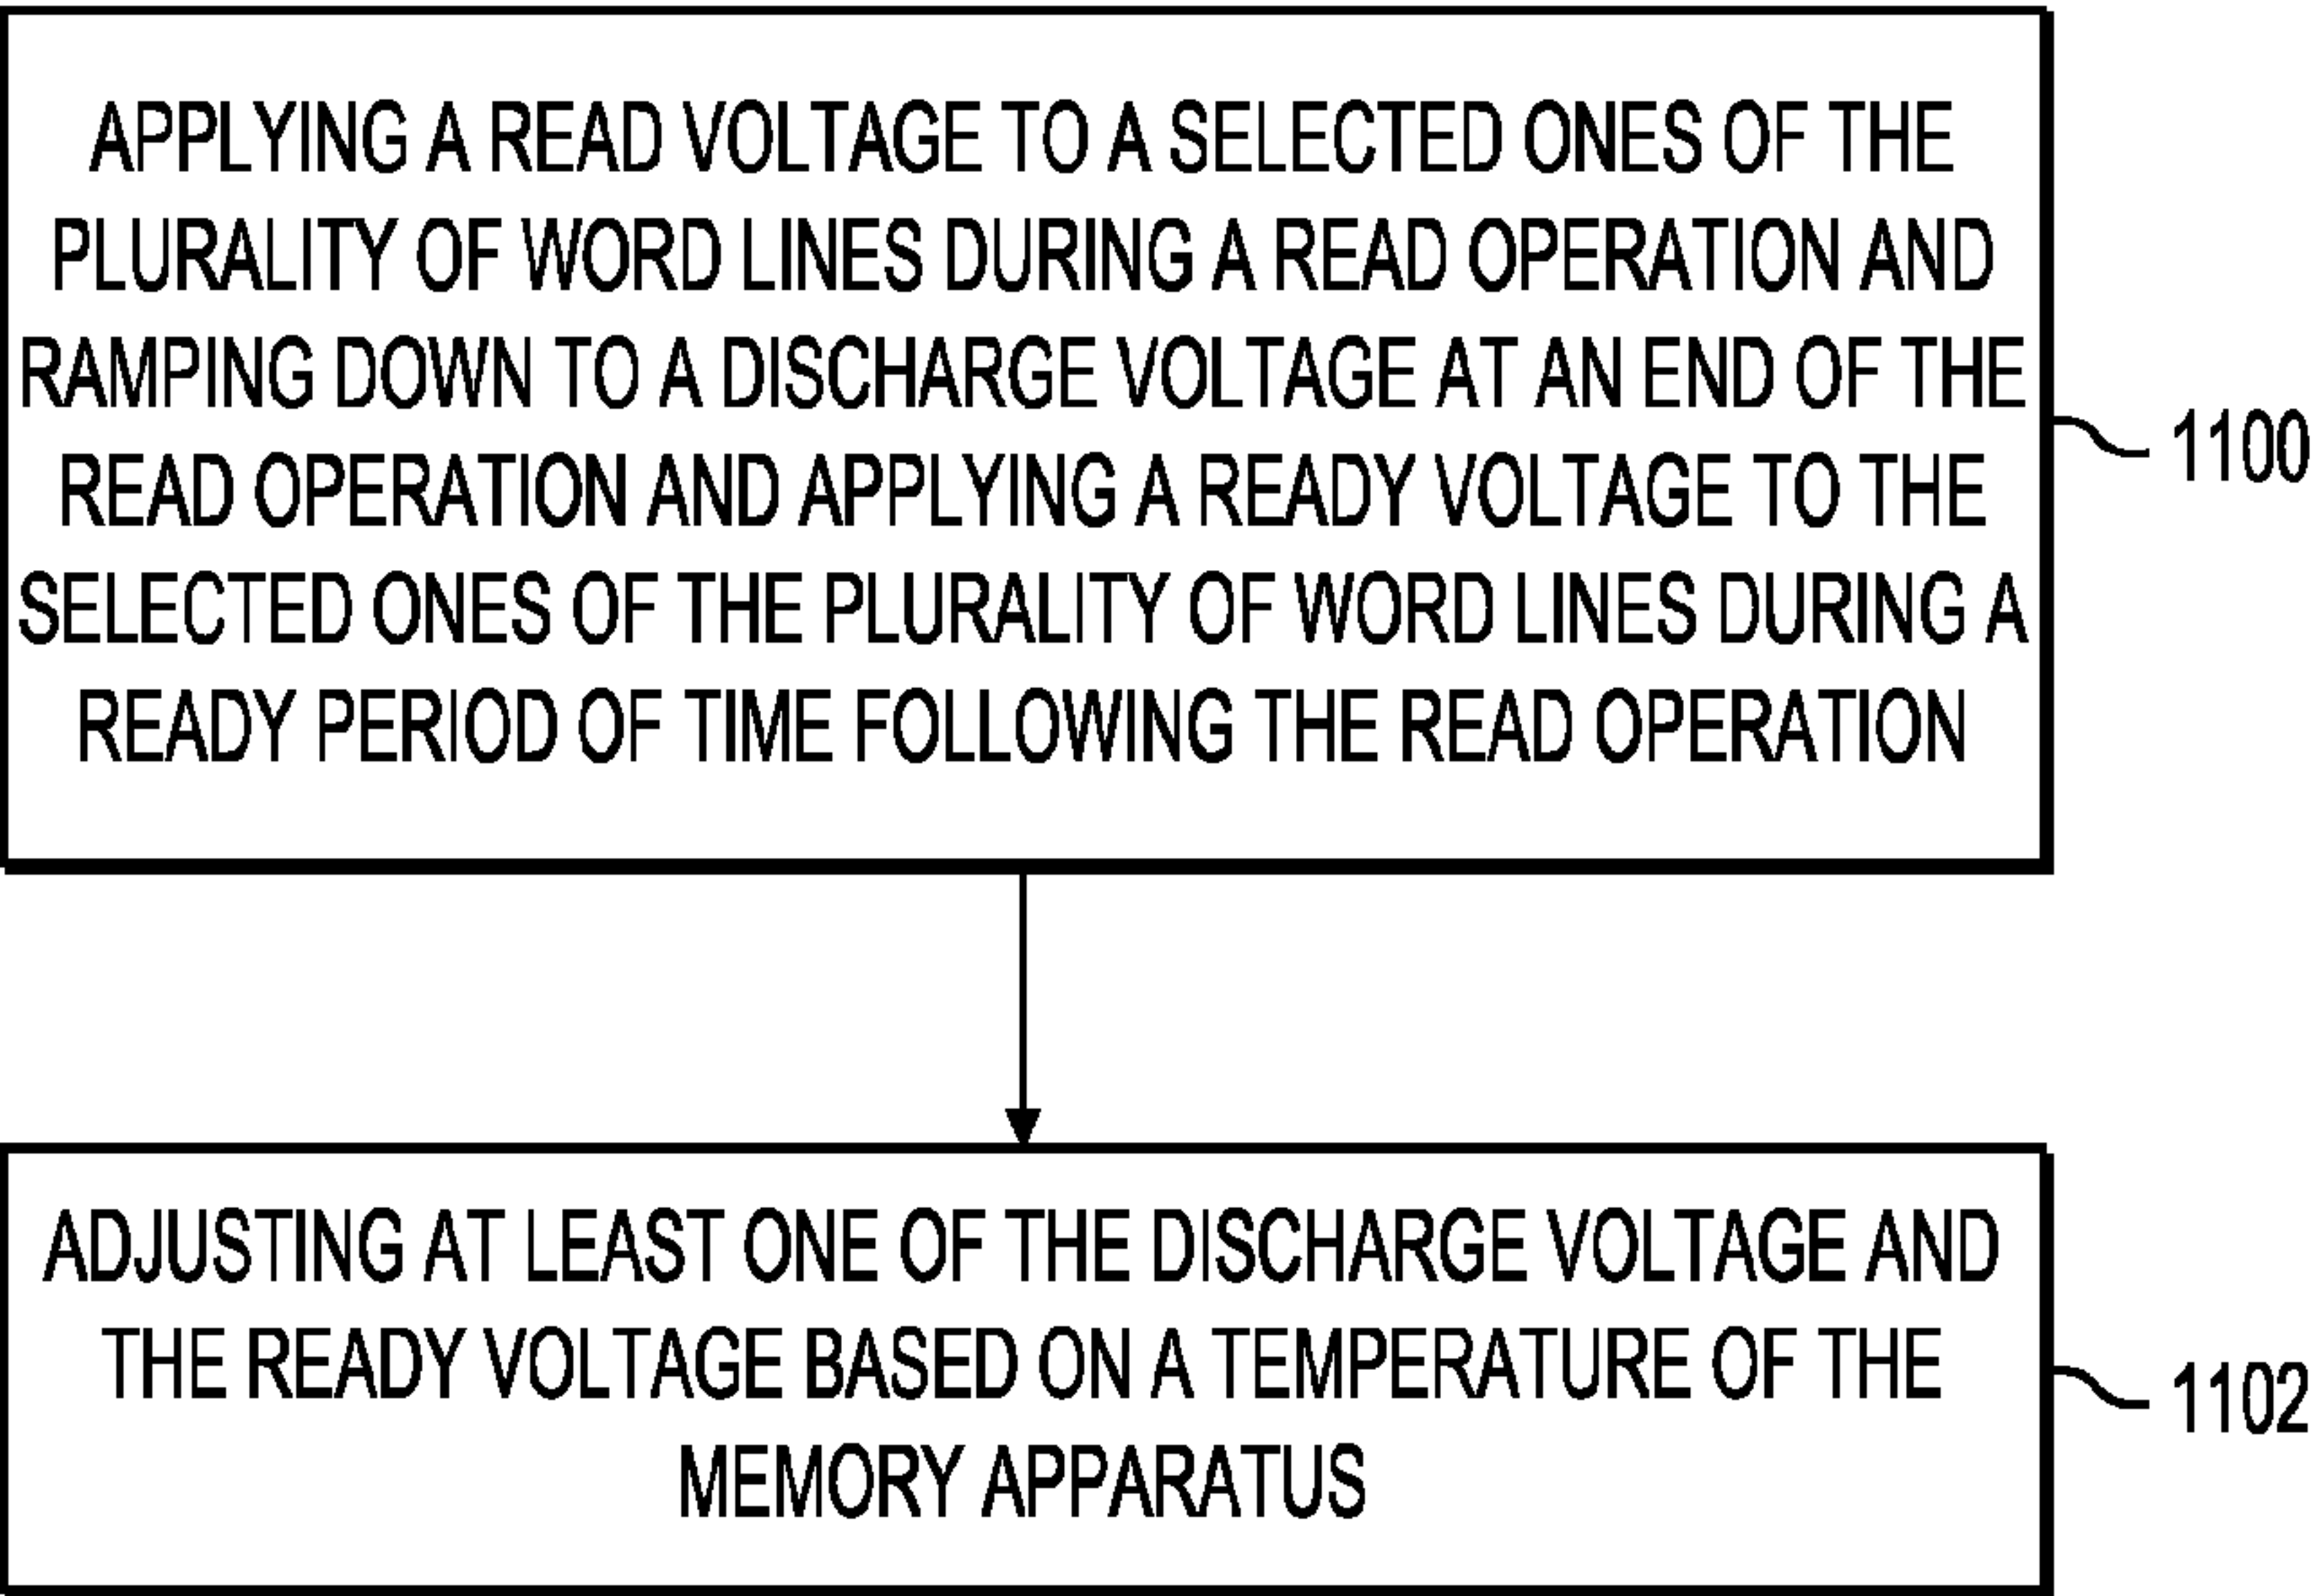 APPLYING A READ VOLTAGE TO A SELECTED ONES OF THE
PLURALITY OF WORD LINES DURING A READ OPERATION AND
RAMPING DOWN TO A DISCHARGE VOLTAGE AT AN END OF THE
READ OPERATION AND APPLYING A READY VOLTAGE TO THE
SELECTED ONES OF THE PLURALITY OF WORD LINES DURING A
READY PERIOD OF TIME FOLLOWING THE READ OPERATION
1100
ADJUSTING AT LEAST ONE OF THE DISCHARGE VOLTAGE AND
THE READY VOLTAGE BASED ON A TEMPERATURE OF THE
MEMORY APPARATUS
1102